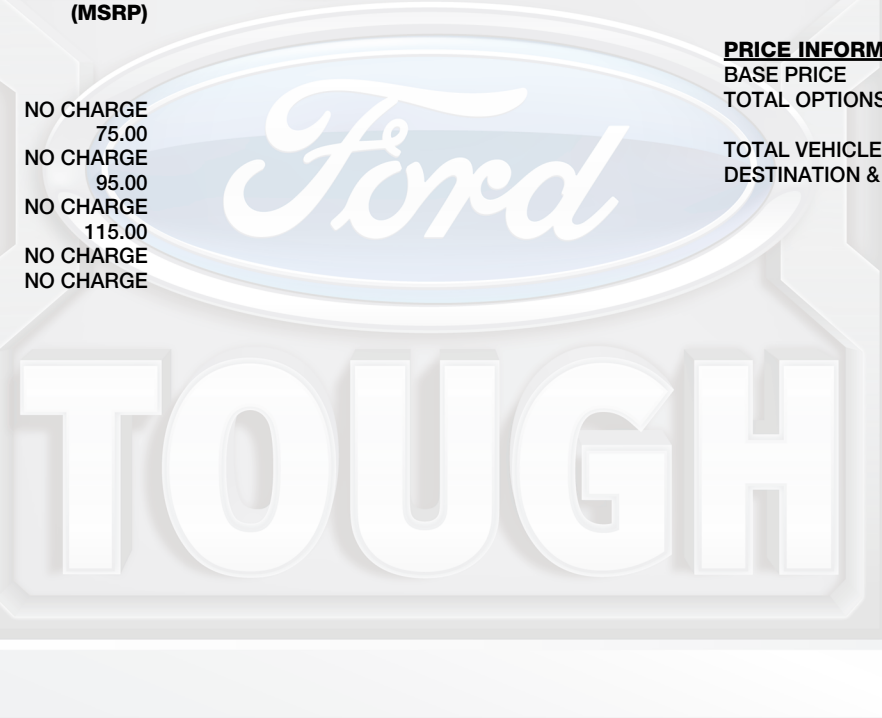 (MSRP)
NO CHARGE
75.00
NO CHARGE
95.00
NO CHARGE
115.00
NO CHARGE
NO CHARGE
PRICE INFORM
BASE PRICE
TOTAL OPTIONS
TOTAL VEHICLE
DESTINATION &
Ford
TOUGH